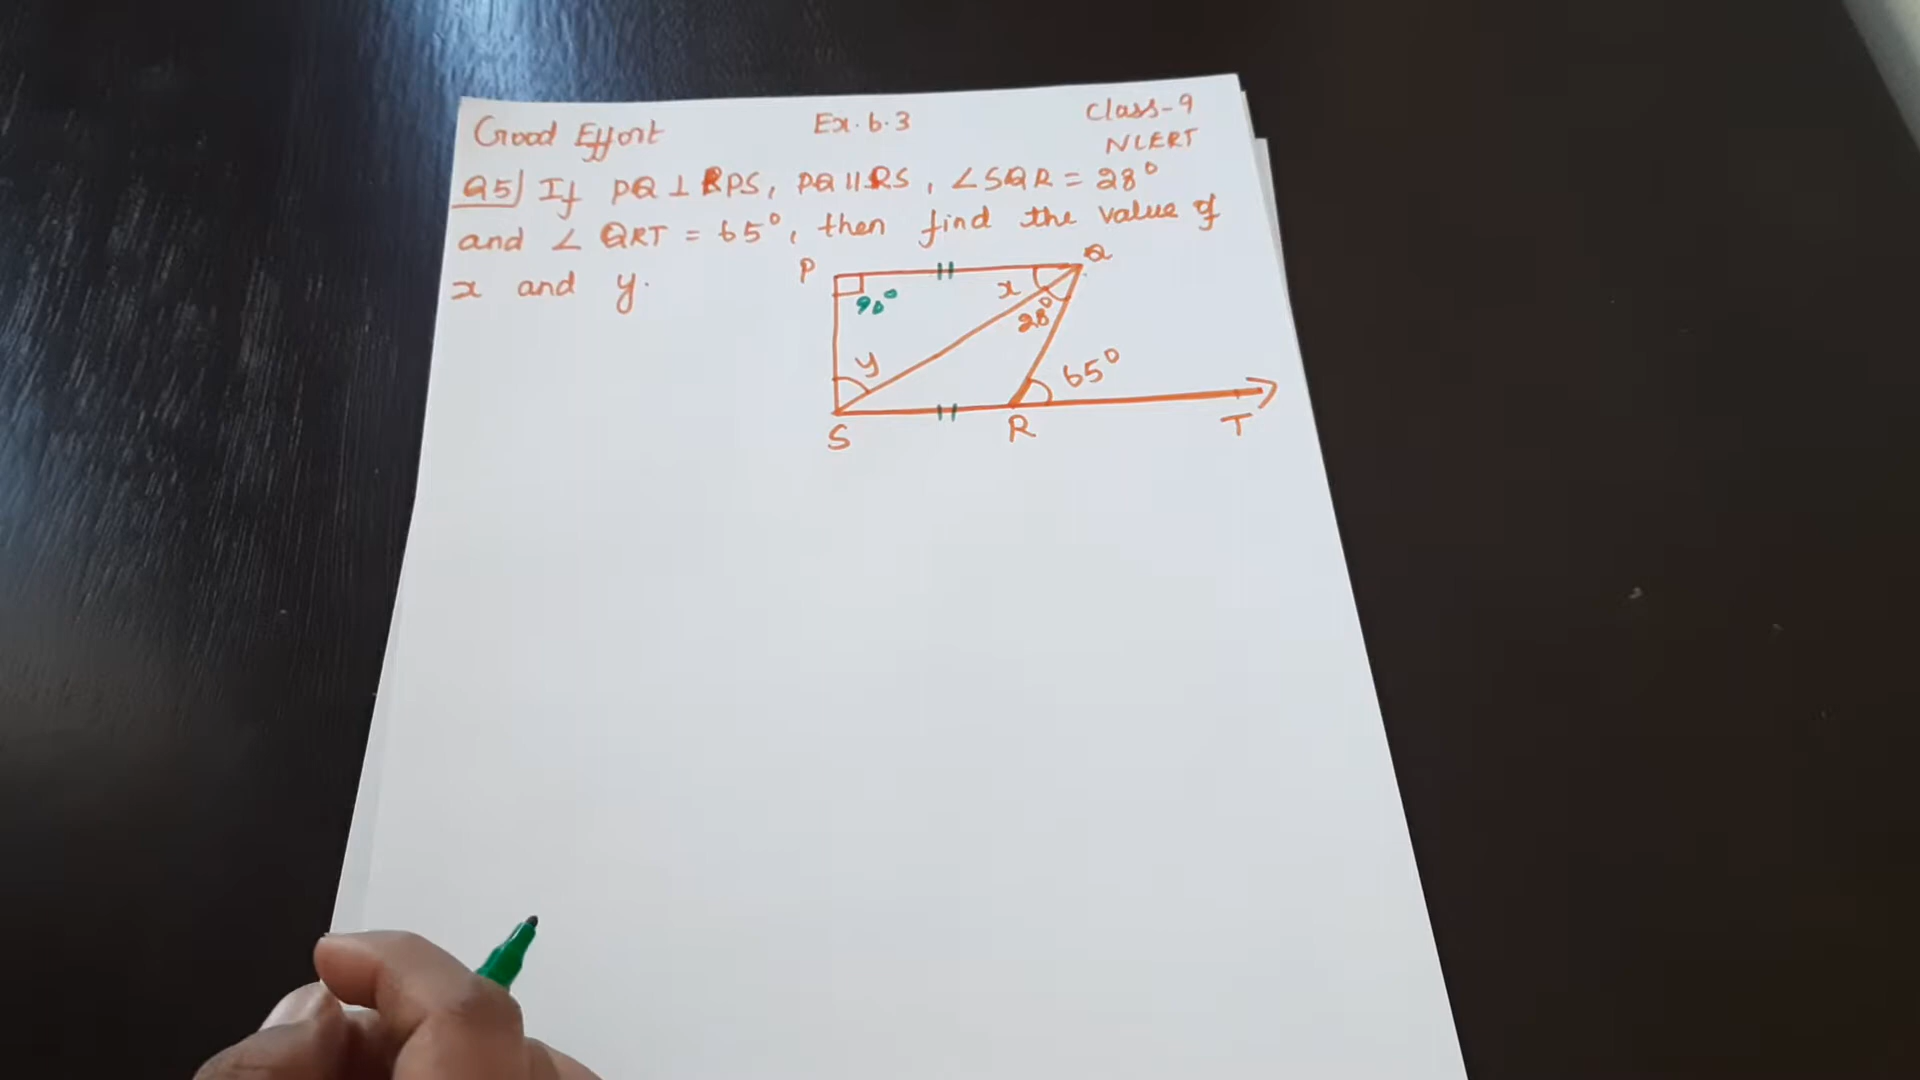 Good Effort
Ex. 6.3
Class-9
NCERT
Q5) If PQ ⊥ PS, PQ || RS, ∠SQR = 28°
and ∠ QRT = 65°, then find the value of
x and y.
P
Q
90°
x
28°
y
65°
S
R
T